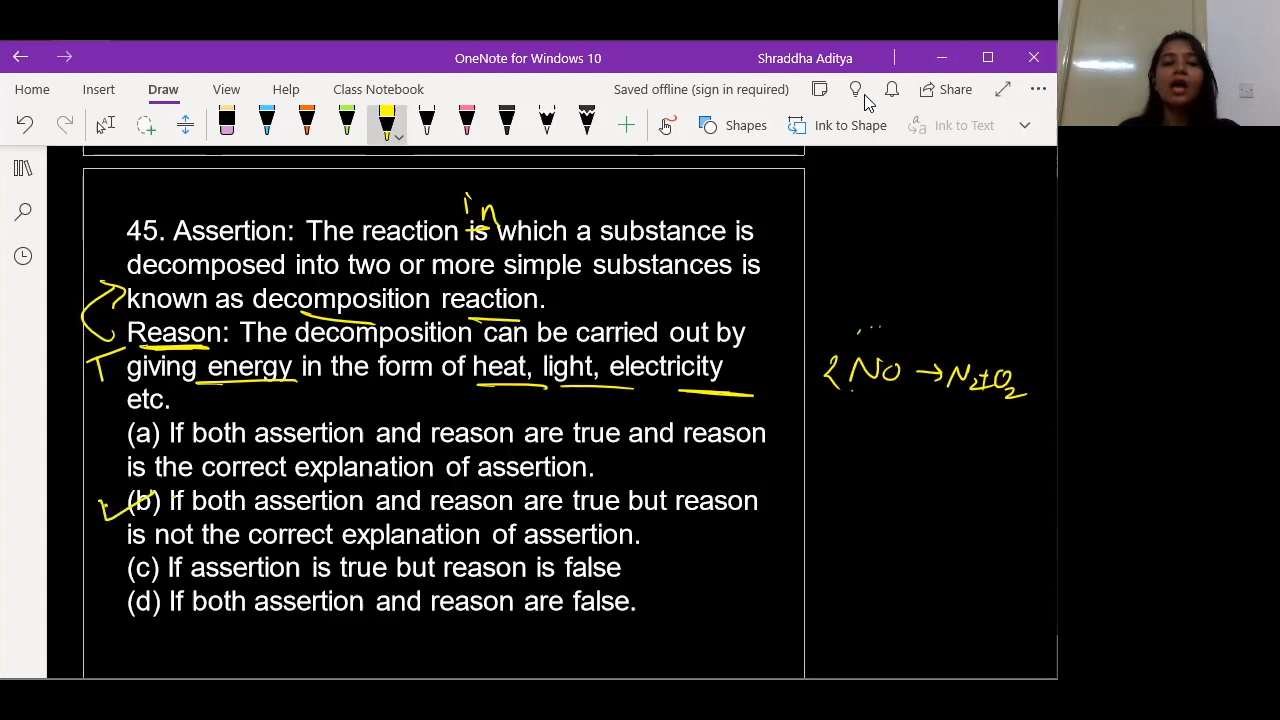 OneNote for Windows 10
Shraddha Aditya
Home Insert Draw View Help Class Notebook Saved offline (sign in required) Share
Shapes Ink to Shape Ink to Text
in
45. Assertion: The reaction is which a substance is
decomposed into two or more simple substances is
known as decomposition reaction.
Reason: The decomposition can be carried out by
T giving energy in the form of heat, light, electricity
etc.
(a) If both assertion and reason are true and reason
is the correct explanation of assertion.
(b) If both assertion and reason are true but reason
is not the correct explanation of assertion.
(c) If assertion is true but reason is false
(d) If both assertion and reason are false.
NO → N2+O2